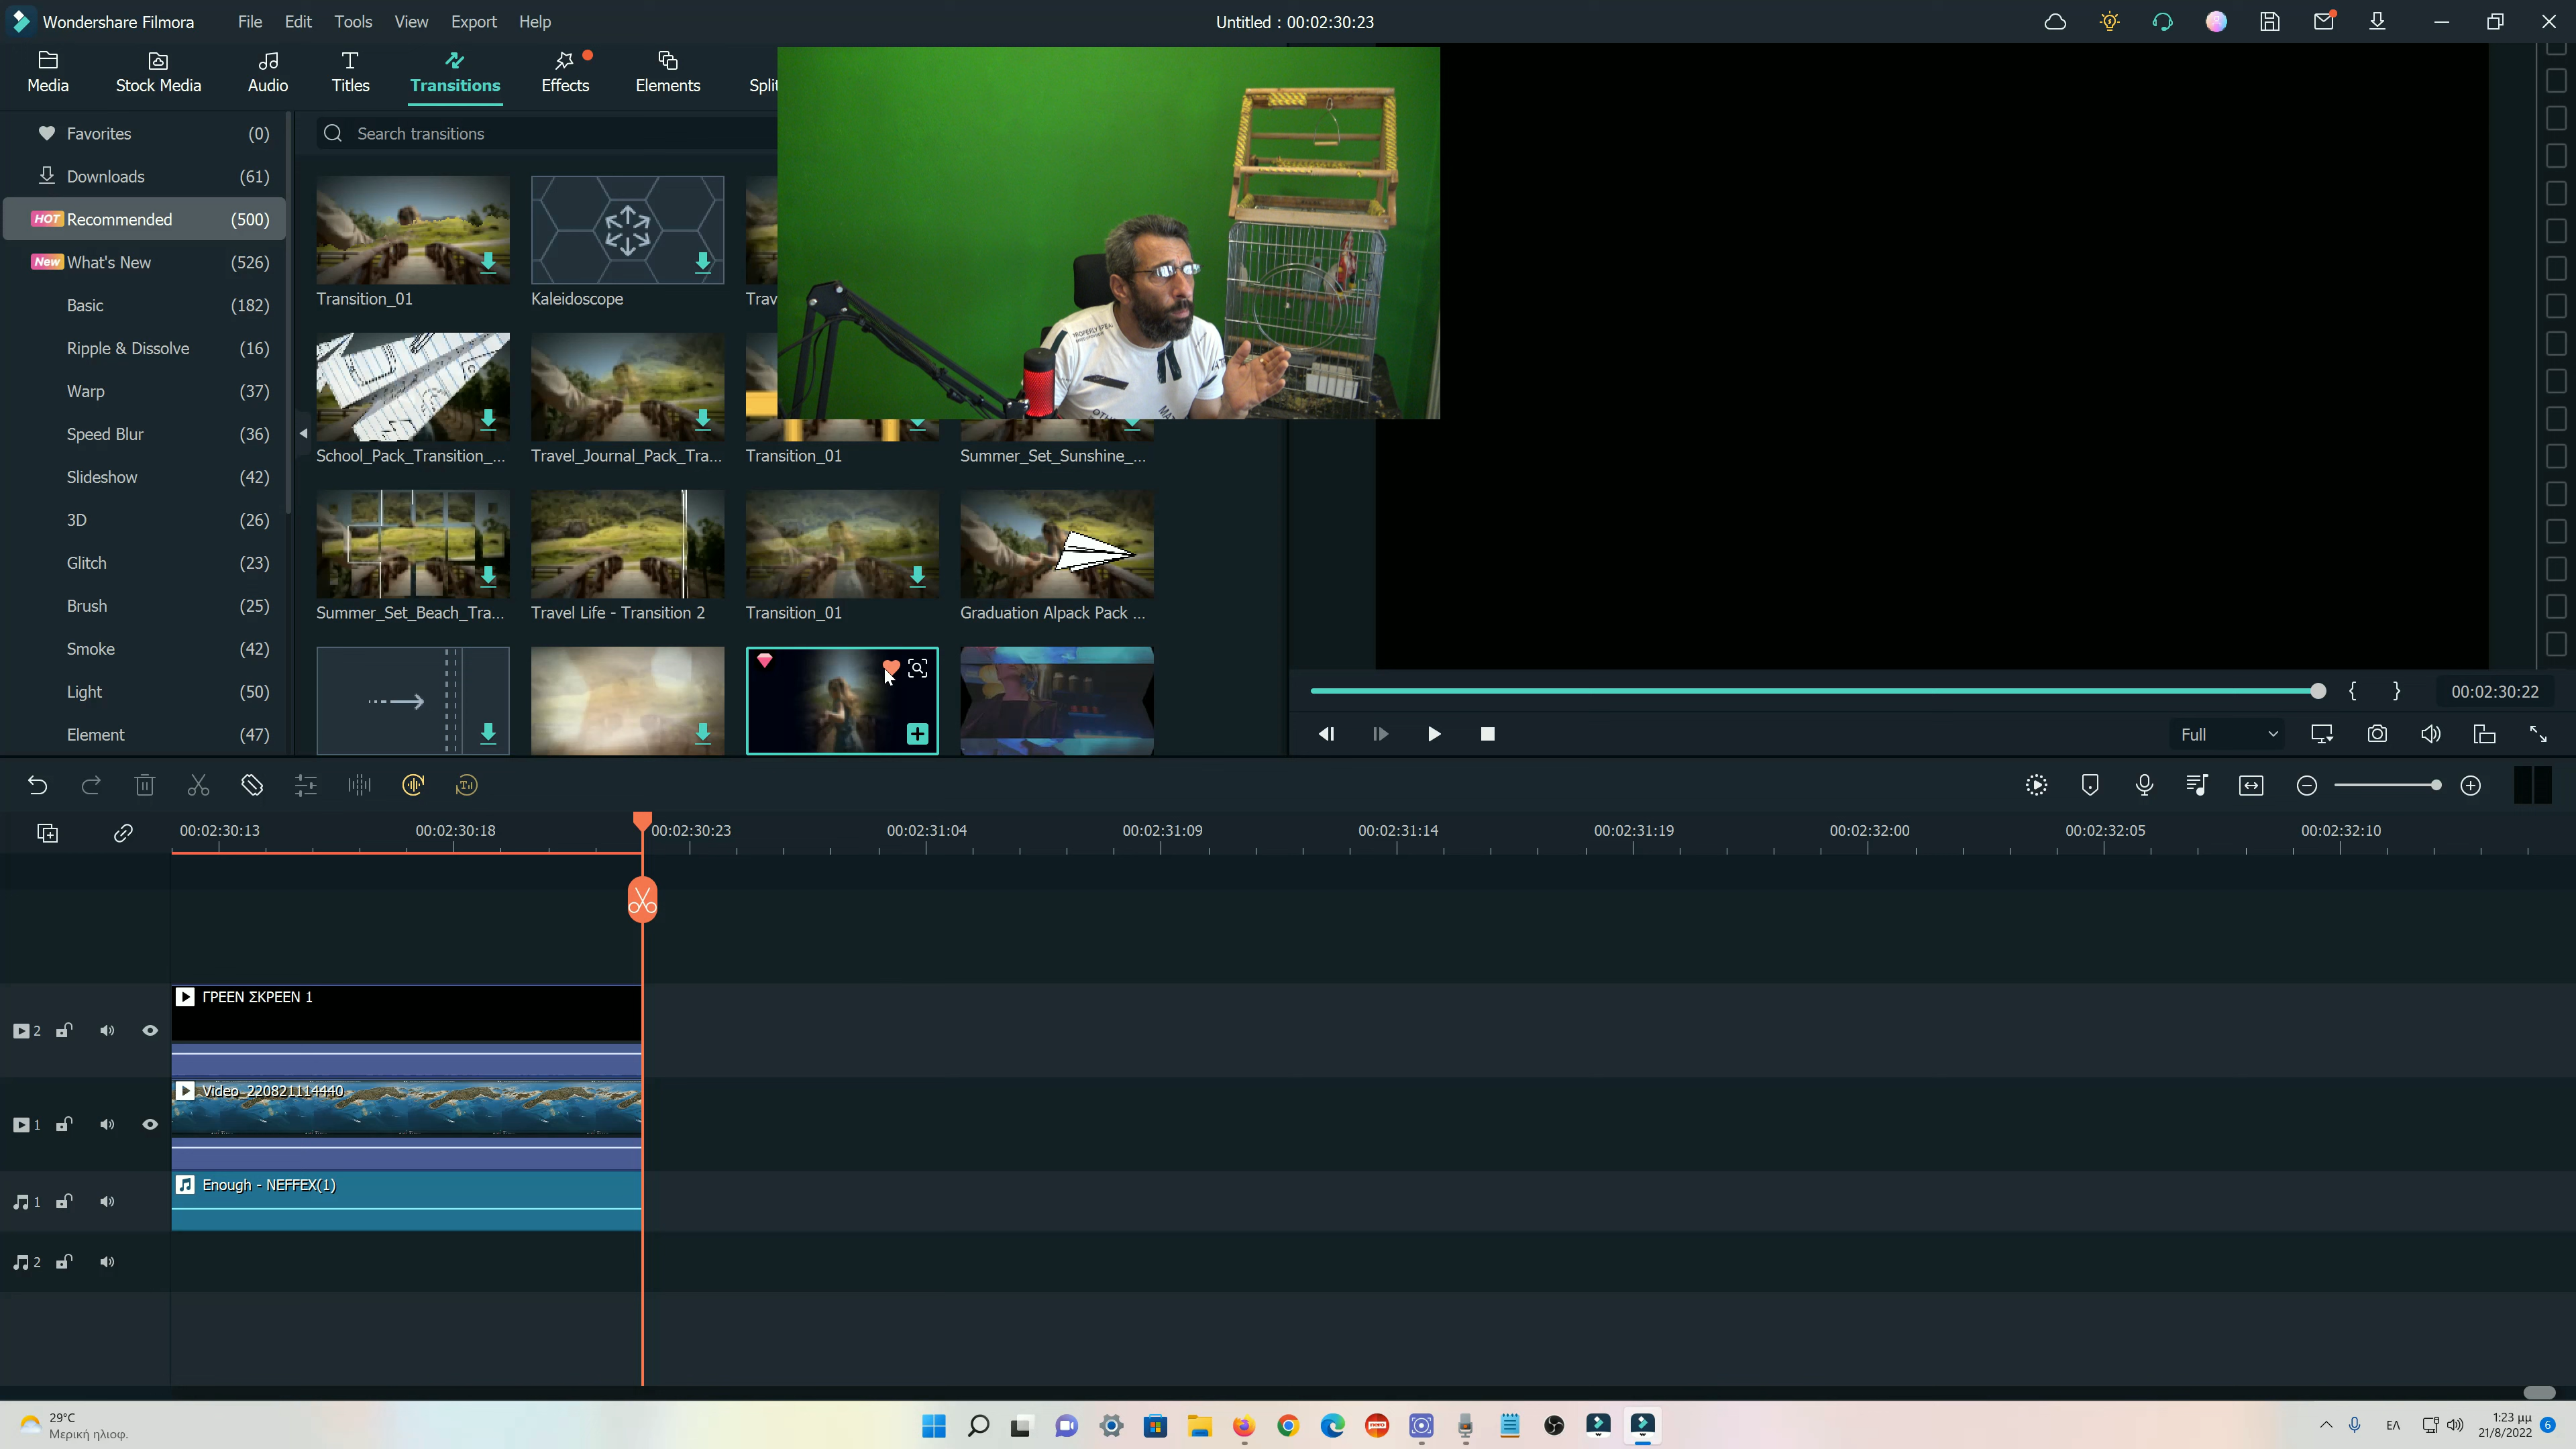 Wondershare Filmora File Edit Tools View Export Help Untitled : 00:02:30:23
Media Stock Media Audio Titles Transitions Effects Elements Split
Favorites (0)
Downloads (61)
HOT Recommended (500)
New What's New (526)
Basic (182)
Ripple & Dissolve (16)
Warp (37)
Speed Blur (36)
Slideshow (42)
3D (26)
Glitch (23)
Brush (25)
Smoke (42)
Light (50)
Element (47)
Search transitions
Transition_01 Kaleidoscope Trav
School_Pack_Transition_... Travel_Journal_Pack_Tra... Transition_01 Summer_Set_Sunshine_...
Summer_Set_Beach_Tra... Travel Life - Transition 2 Transition_01 Graduation Alpack Pack ...
{ } 00:02:30:22
Full
00:02:30:13 00:02:30:18 00:02:30:23 00:02:31:04 00:02:31:09 00:02:31:14 00:02:31:19 00:02:32:00 00:02:32:05 00:02:32:10
ΓΡΕΕΝ ΣΚΡΕΕΝ 1
2
Video_220821114440
1
Enough - NEFFEX(1)
1
2
29°C
Μερική ηλιοφ.
ΕΛ
1:23 μμ
21/8/2022
6